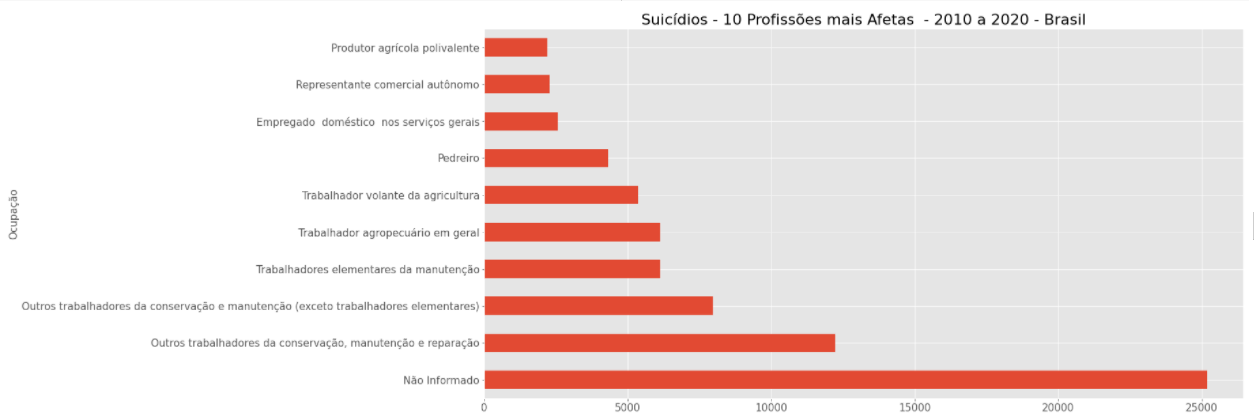 Suicídios - 10 Profissões mais Afetas  - 2010 a 2020 - Brasil
Ocupação
Produtor agrícola polivalente
Representante comercial autônomo
Empregado  doméstico  nos serviços gerais
Pedreiro
Trabalhador volante da agricultura
Trabalhador agropecuário em geral
Trabalhadores elementares da manutenção
Outros trabalhadores da conservação e manutenção (exceto trabalhadores elementares)
Outros trabalhadores da conservação, manutenção e reparação
Não Informado
0 5000 10000 15000 20000 25000